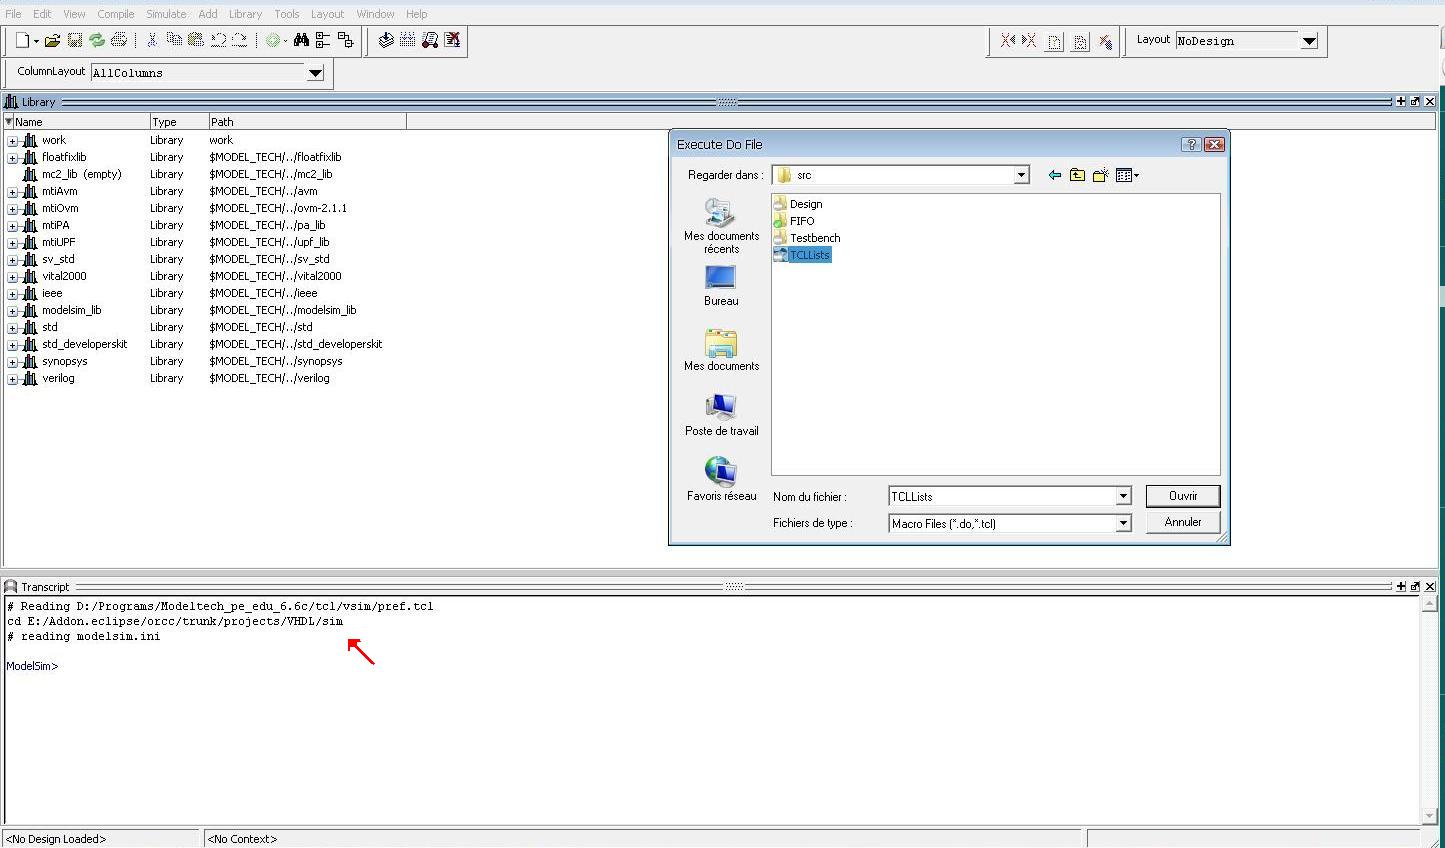 File Edit View Compile Simulate Add Library Tools Layout Window Help
Layout NoDesign
ColumnLayout AllColumns
Library
Name Type Path
work Library work
floatfixlib Library $MODEL_TECH/../floatfixlib
mc2_lib (empty) Library $MODEL_TECH/../mc2_lib
mtiAvm Library $MODEL_TECH/../avm
mtiOvm Library $MODEL_TECH/../ovm-2.1.1
mtiPA Library $MODEL_TECH/../pa_lib
mtiUPF Library $MODEL_TECH/../upf_lib
sv_std Library $MODEL_TECH/../sv_std
vital2000 Library $MODEL_TECH/../vital2000
ieee Library $MODEL_TECH/../ieee
modelsim_lib Library $MODEL_TECH/../modelsim_lib
std Library $MODEL_TECH/../std
std_developerskit Library $MODEL_TECH/../std_developerskit
synopsys Library $MODEL_TECH/../synopsys
verilog Library $MODEL_TECH/../verilog
Execute Do File
Regarder dans : src
Mes documents
récents
Bureau
Mes documents
Poste de travail
Favoris réseau
Design
FIFO
Testbench
TCLLists
Nom du fichier : TCLLists Ouvrir
Fichiers de type : Macro Files (*.do,*.tcl) Annuler
Transcript
# Reading D:/Programs/Modeltech_pe_edu_6.6c/tcl/vsim/pref.tcl
cd E:/Addon.eclipse/orcc/trunk/projects/VHDL/sim
# reading modelsim.ini
ModelSim>
<No Design Loaded> <No Context>